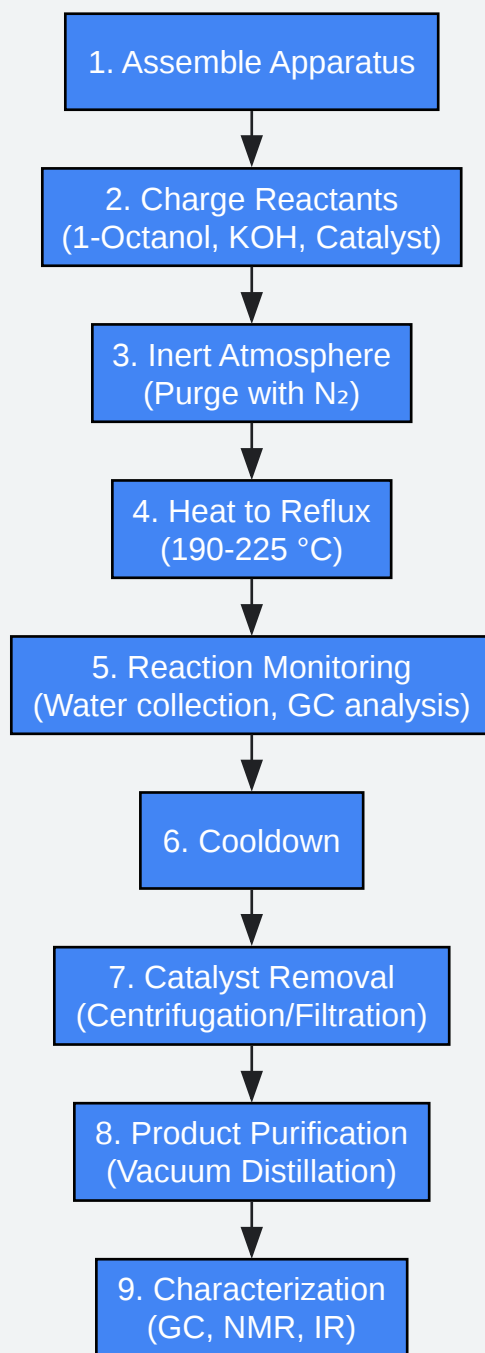 1. Assemble Apparatus
2. Charge Reactants
(1-Octanol, KOH, Catalyst)
3. Inert Atmosphere
(Purge with N₂)
4. Heat to Reflux
(190-225 °C)
5. Reaction Monitoring
(Water collection, GC analysis)
6. Cooldown
7. Catalyst Removal
(Centrifugation/Filtration)
8. Product Purification
(Vacuum Distillation)
9. Characterization
(GC, NMR, IR)